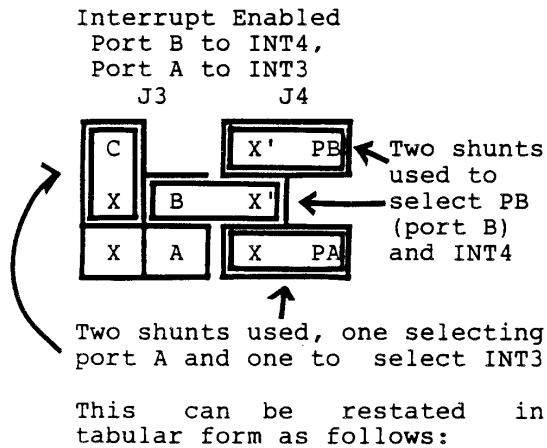 Interrupt Enabled
Port B to INT4,
Port A to INT3
J3 J4
C X' PB Two shunts
used to
X B X' select PB
(port B)
X A X PA and INT4
Two shunts used, one selecting
port A and one to select INT3
This can be restated in
tabular form as follows: